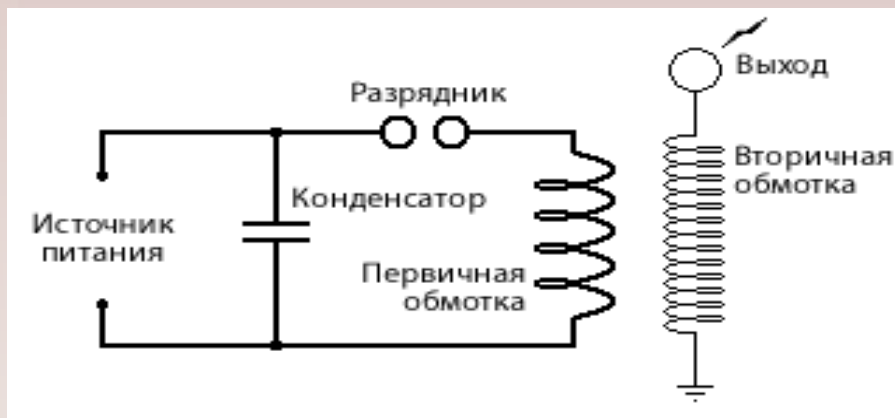 Выход
Разрядник
Вторичная
обмотка
Конденсатор
Источник
питания
Первичная
обмотка